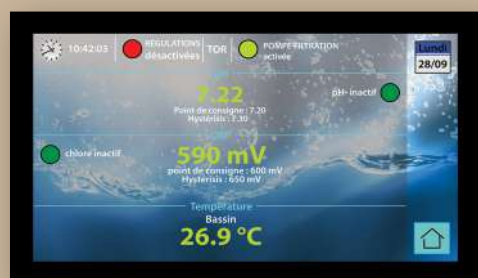 10:42:03
REGULATIONS
désactivées
TOR
POMPE FILTRATION
activée
Lundi
28/09
7.22
Point de consigne : 7.20
Hystérisis : 7.30
pH- inactif
chlore inactif
590 mV
point de consigne : 600 mV
Hystérisis : 650 mV
Température
Bassin
26.9 °C